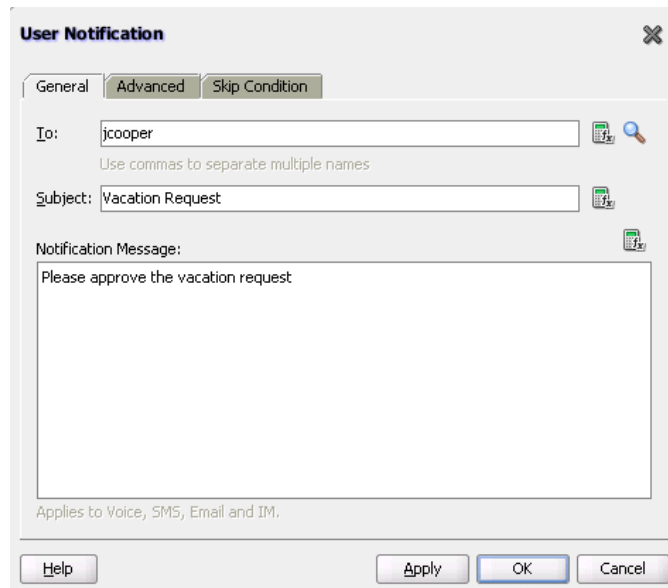 User Notification
General Advanced Skip Condition
To: jcooper
Use commas to separate multiple names
Subject: Vacation Request
Notification Message:
Please approve the vacation request
Applies to Voice, SMS, Email and IM.
Help Apply OK Cancel